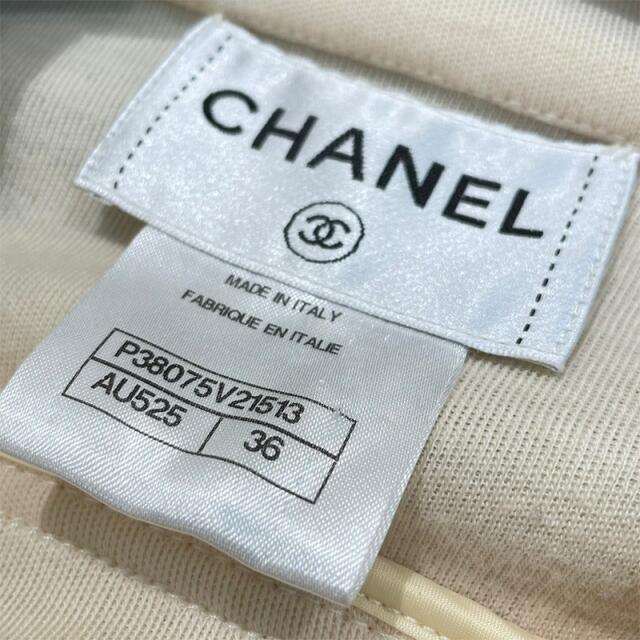 CHANEL
MADE IN ITALY
FABRIQUE EN ITALIE
P38075V21513
AU525 36